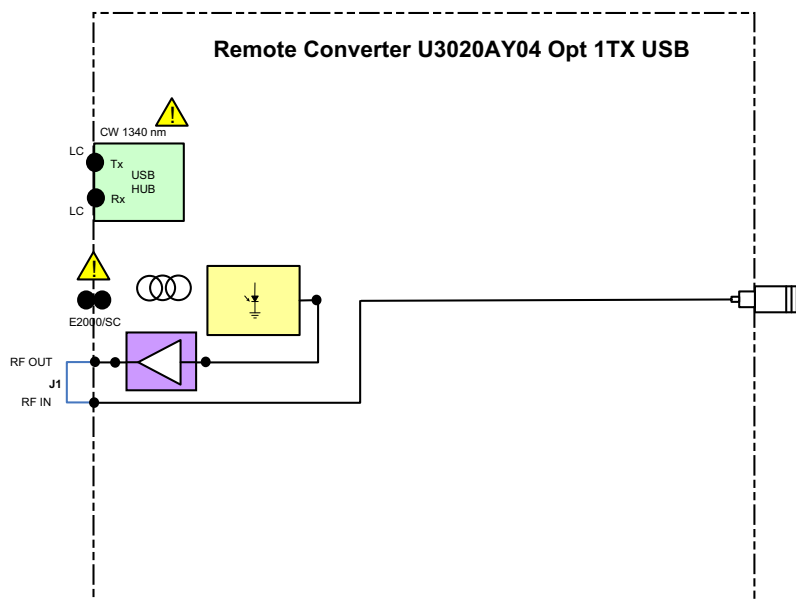 Remote Converter U3020AY04 Opt 1TX USB
CW 1340 nm
LC
Tx
USB
HUB
Rx
LC
E2000/SC
RF OUT
J1
RF IN